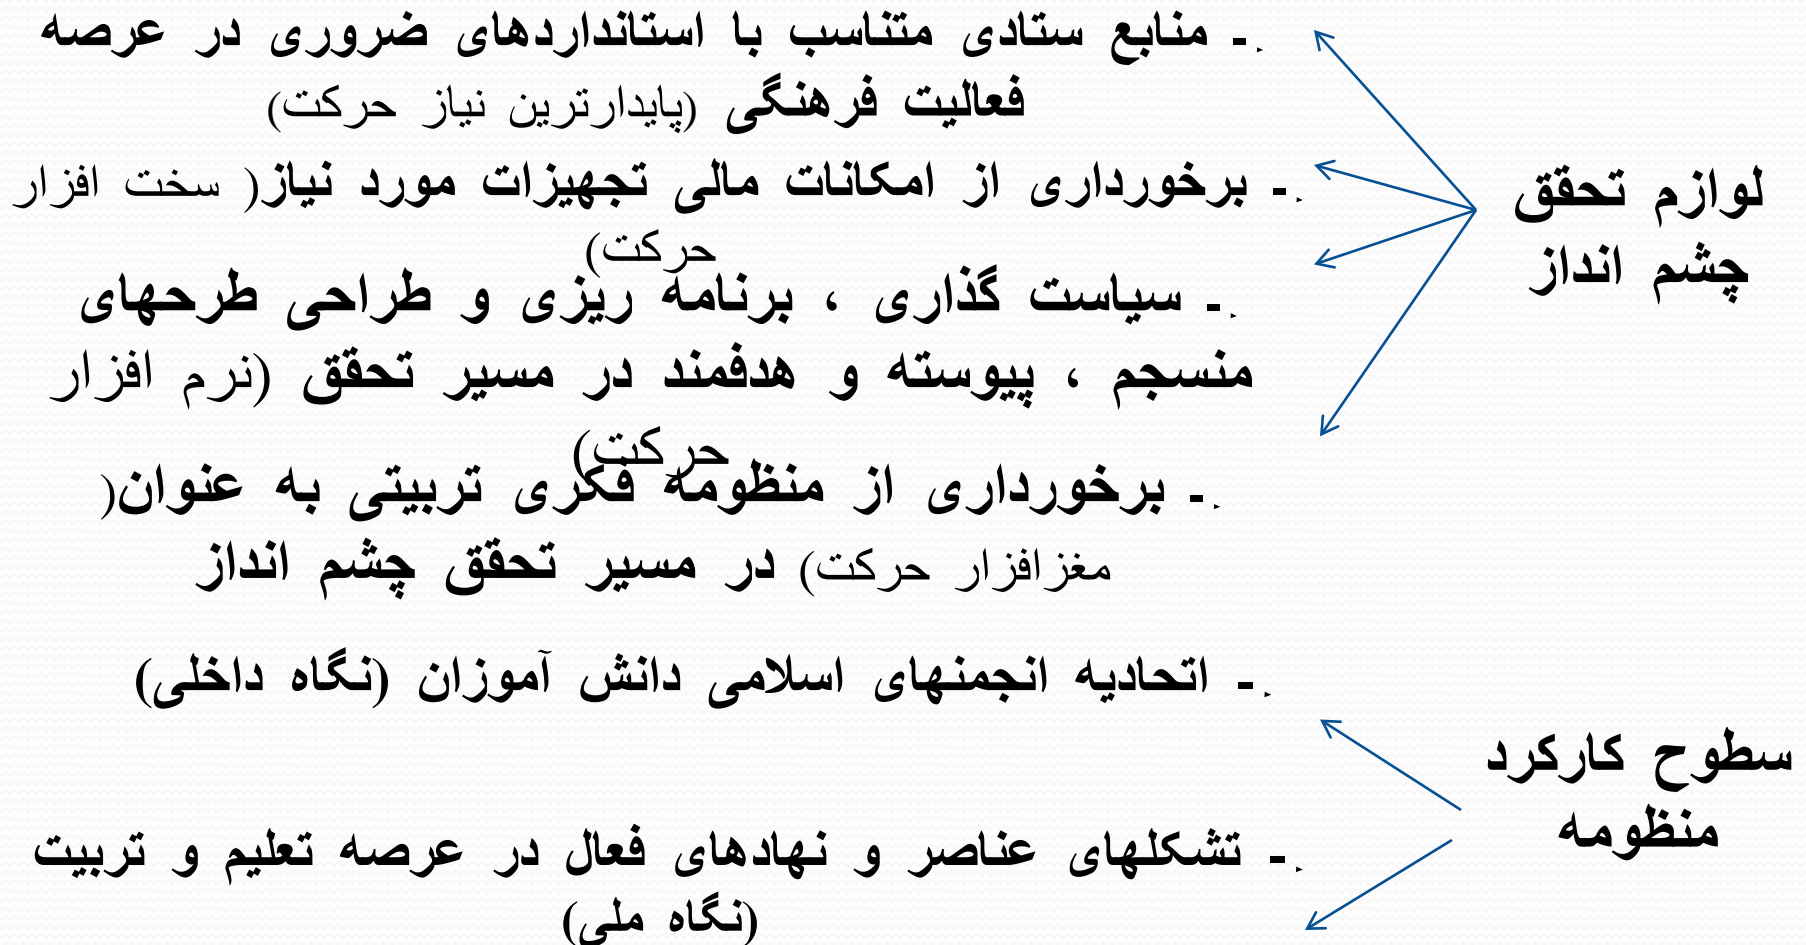 لوازم تحقق
چشم انداز
- منابع ستادی متناسب با استانداردهای ضروری در عرصه
فعالیت فرهنگی (پایدارترین نیاز حرکت)
- برخورداری از امکانات مالی تجهیزات مورد نیاز( سخت افزار
حرکت)
- سیاست گذاری ، برنامه ریزی و طراحی طرحهای
منسجم ، پیوسته و هدفمند در مسیر تحقق (نرم افزار
حرکت)
- برخورداری از منظومه فکری تربیتی به عنوان(
مغزافزار حرکت) در مسیر تحقق چشم انداز
سطوح کارکرد
منظومه
- اتحادیه انجمنهای اسلامی دانش آموزان (نگاه داخلی)
- تشکلهای عناصر و نهادهای فعال در عرصه تعلیم و تربیت
(نگاه ملی)